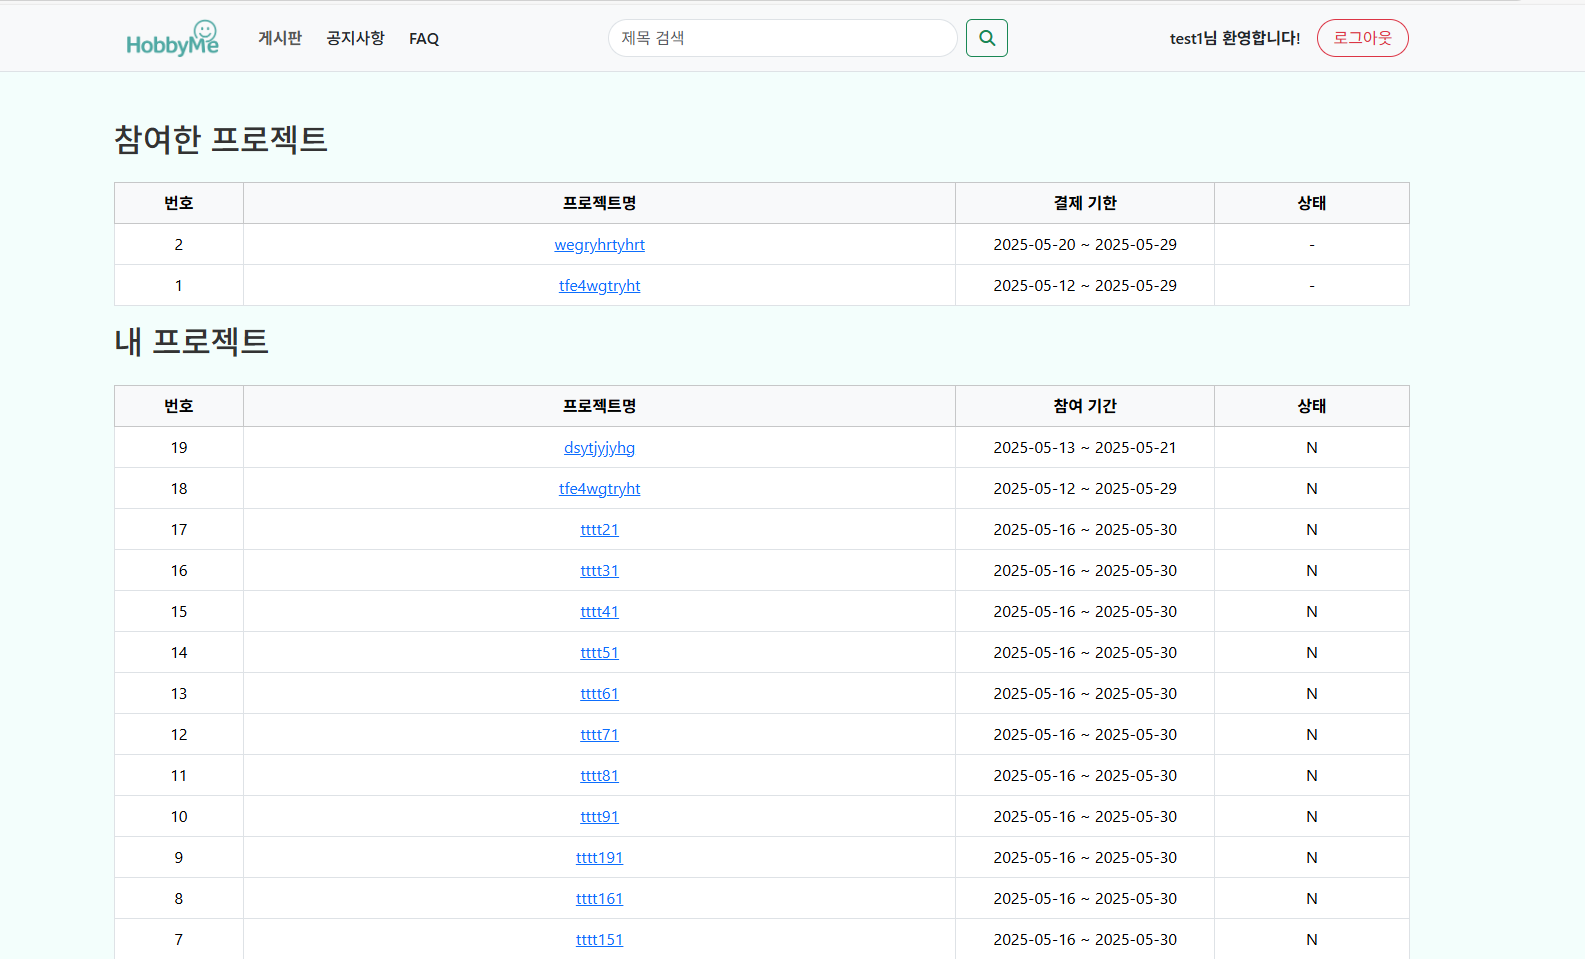 HobbyMe 게시판 공지사항 FAQ 제목 검색 test1님 환영합니다! 로그아웃
참여한 프로젝트
번호 프로젝트명 결제 기한 상태
2 wegryhrtyhrt 2025-05-20 ~ 2025-05-29 -
1 tfe4wgtryht 2025-05-12 ~ 2025-05-29 -
내 프로젝트
번호 프로젝트명 참여 기간 상태
19 dsytjyjyhg 2025-05-13 ~ 2025-05-21 N
18 tfe4wgtryht 2025-05-12 ~ 2025-05-29 N
17 tttt21 2025-05-16 ~ 2025-05-30 N
16 tttt31 2025-05-16 ~ 2025-05-30 N
15 tttt41 2025-05-16 ~ 2025-05-30 N
14 tttt51 2025-05-16 ~ 2025-05-30 N
13 tttt61 2025-05-16 ~ 2025-05-30 N
12 tttt71 2025-05-16 ~ 2025-05-30 N
11 tttt81 2025-05-16 ~ 2025-05-30 N
10 tttt91 2025-05-16 ~ 2025-05-30 N
9 tttt191 2025-05-16 ~ 2025-05-30 N
8 tttt161 2025-05-16 ~ 2025-05-30 N
7 tttt151 2025-05-16 ~ 2025-05-30 N